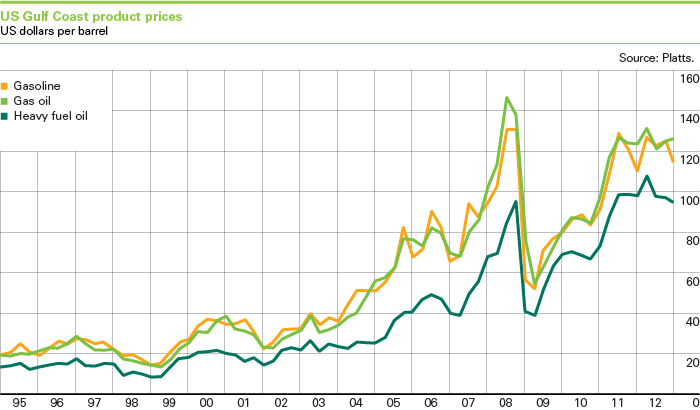 US Gulf Coast product prices
US dollars per barrel
Source: Platts.
Gasoline
Gas oil
Heavy fuel oil
160
140
120
100
80
60
40
20
0
95 96 97 98 99 00 01 02 03 04 05 06 07 08 09 10 11 12